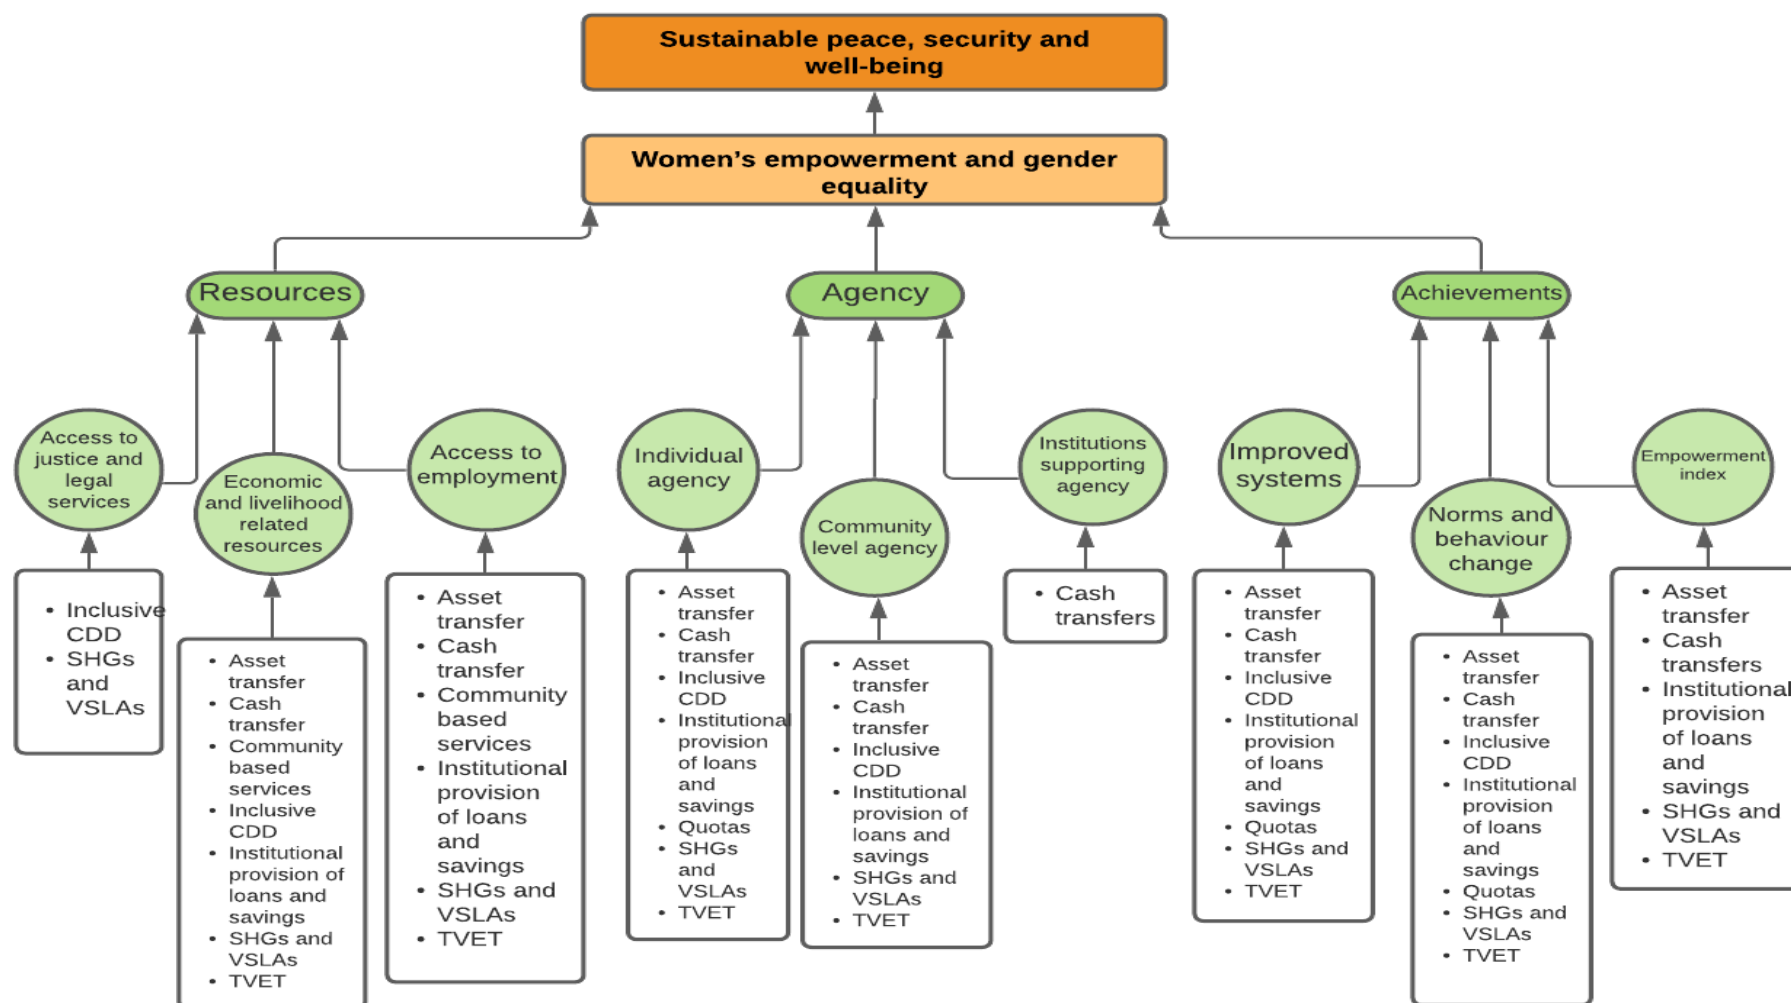 Sustainable peace, security and
well-being
Women's empowerment and gender
equality
Resources
Agency
Achievements
Access to
justice and
legal
services
Economic
and livelihood
related
resources
Access to
employment
Individual
agency
Community
level agency
Institutions
supporting
agency
Improved
systems
Norms and
behaviour
change
Empowerment
index
• Inclusive
CDD
• SHGs
and
VSLAs
• Asset
transfer
• Cash
transfer
• Community
based
services
• Inclusive
CDD
• Institutional
provision of
loans and
savings
• SHGs and
VSLAs
• TVET
• Asset
transfer
• Cash
transfer
• Community
based
services
• Institutional
provision
of loans
and
savings
• SHGs and
VSLAs
• TVET
• Asset
transfer
• Cash
transfer
• Inclusive
CDD
• Institutional
provision
of loans
and
savings
• Quotas
• SHGs
and
VSLAs
• TVET
• Asset
transfer
• Cash
transfer
• Inclusive
CDD
• Institutional
provision of
loans and
savings
• SHGs and
VSLAs
• TVET
• Cash
transfers
• Asset
transfer
• Cash
transfer
• Inclusive
CDD
• Institutional
provision
of loans
and
savings
• Quotas
• SHGs and
VSLAs
• TVET
• Asset
transfer
• Cash
transfer
• Inclusive
CDD
• Institutional
provision
of loans
and
savings
• Quotas
• SHGs and
VSLAs
• TVET
• Asset
transfer
• Cash
transfers
• Institutional
provision
of loans
and
savings
• SHGs and
VSLAs
• TVET